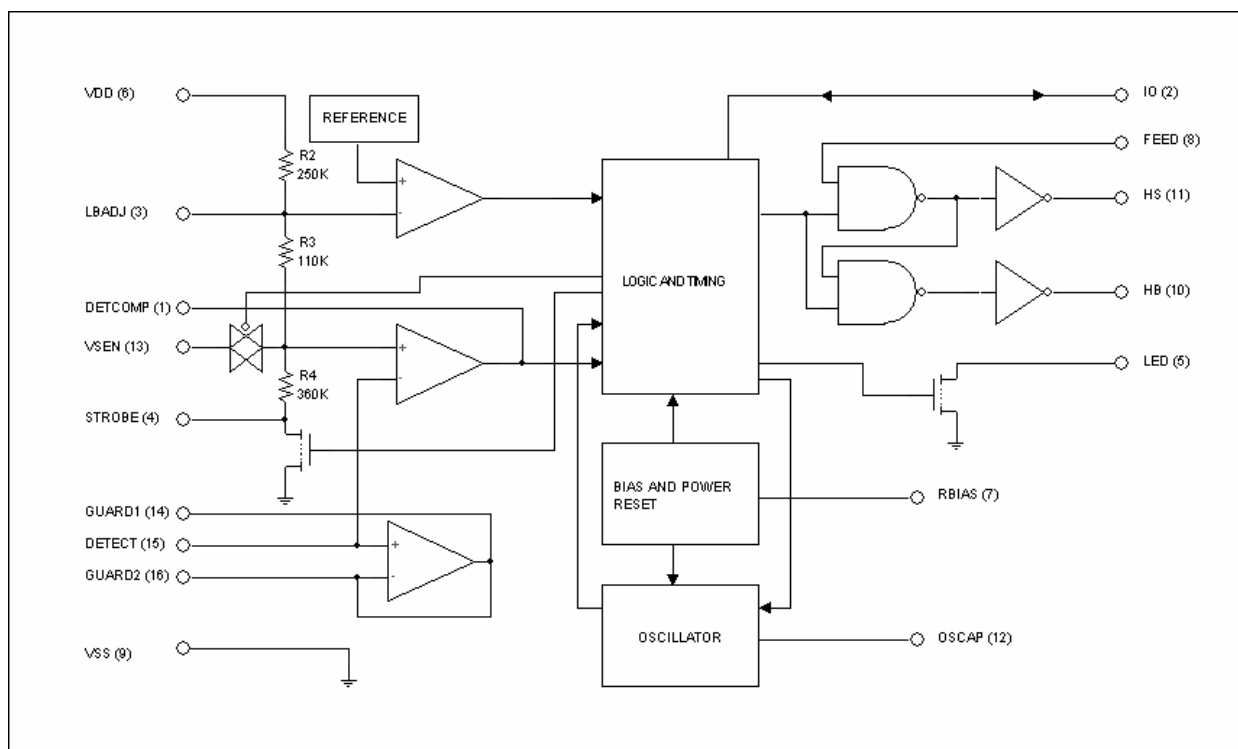 VDD (6)
REFERENCE
IO (2)
R2
250K
+
-
FEED (8)
LBADJ (3)
HS (11)
R3
110K
LOGIC AND TIMING
DETCOMP (1)
HB (10)
VSEN (13)
+
-
R4
360K
LED (5)
STROBE (4)
BIAS AND POWER
RESET
RBIAS (7)
GUARD1 (14)
DETECT (15)
+
-
GUARD2 (16)
OSCILLATOR
OSCAP (12)
VSS (9)